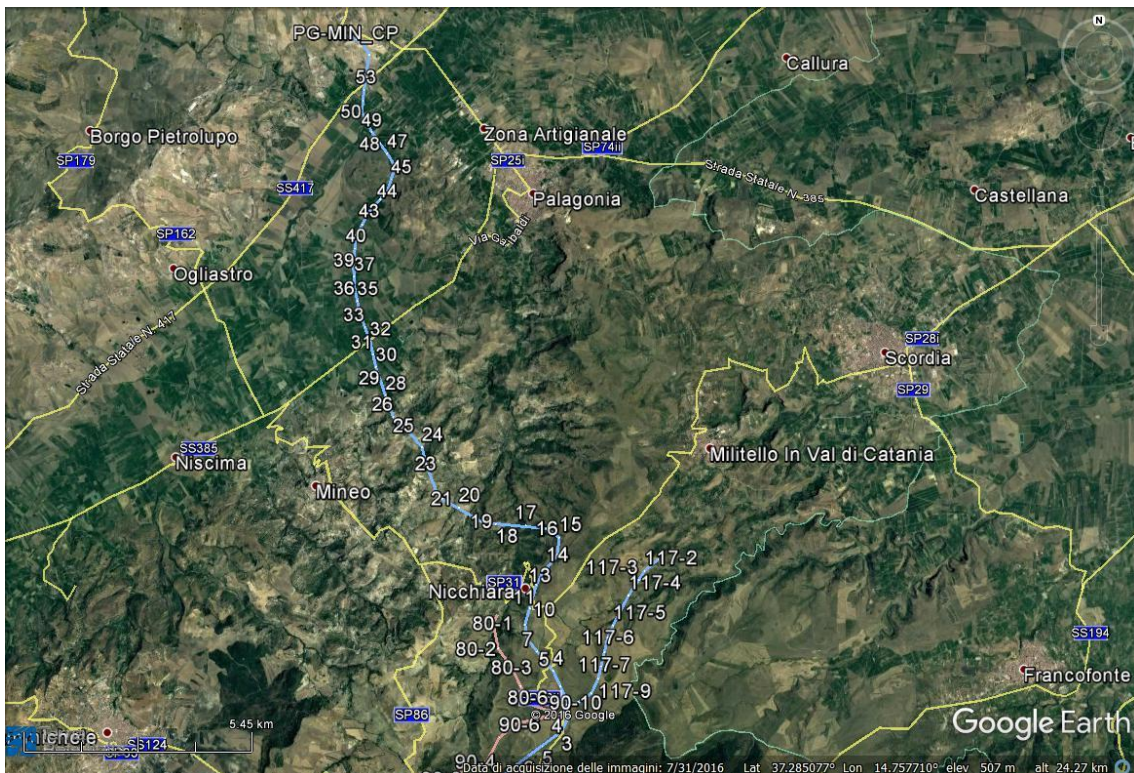 PG-MIN_CP
Callura
53
50
49
Borgo Pietrolupo
Zona Artigianale
48
47
SP74ii
SP179
SP25i
Strada Statale N. 385
45
SS417
44
Castellana
Palagonia
43
SP162
40
Via Garibaldi
39
37
Ogliastro
36
35
33
32
31
SP28i
30
Strada Statale N. 417
Scordia
29
28
SP29
26
25
24
SS385
Niscima
23
Militello In Val di Catania
Mineo
21
20
19
17
18
16
15
14
117-3
117-2
13
117-4
SP31
Nicchiara
11
10
117-5
80-1
7
117-6
SS194
80-2
54
117-7
80-3
Francofonte
117-9
80-6
90-10
SP86
© 2016 Google
90-6
4
3
5.45 km
Google Earth
SP124
5
90-4
Data di acquisizione delle immagini: 7/31/2016 Lat 37.285077° Lon 14.757710° elev 507 m alt 24.27 km
N